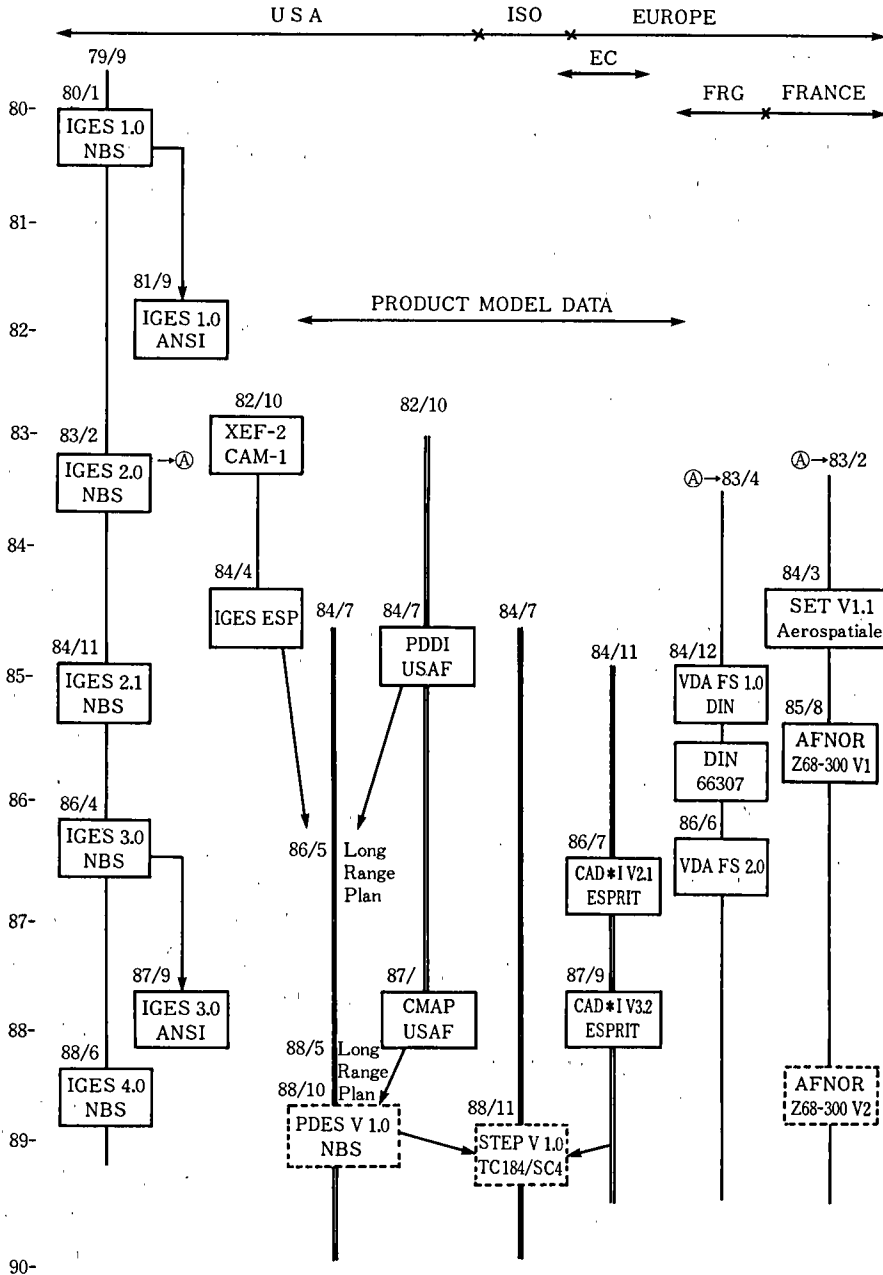 USA
ISO
EUROPE
79/9
EC
FRG
FRANCE
80-
80/1
IGES 1.0
NBS
81-
81/9
IGES 1.0
ANSI
PRODUCT MODEL DATA
82-
82/10
XEF-2
CAM-1
82/10
83-
83/2
IGES 2.0
NBS
→Ⓐ
Ⓐ→83/4
Ⓐ→83/2
84-
84/4
IGES ESP
84/7
84/7
PDDI
USAF
84/7
84/3
SET V1.1
Aerospatiale
84/11
IGES 2.1
NBS
84/11
84/12
VDA FS 1.0
DIN
85-
85/8
AFNOR
Z68-300 V1
DIN
66307
86-
86/4
IGES 3.0
NBS
86/5
Long
Range
Plan
86/7
CAD*I V2.1
ESPRIT
86/6
VDA FS 2.0
87-
87/9
IGES 3.0
ANSI
87/
CMAP
USAF
87/9
CAD*I V3.2
ESPRIT
88-
88/6
IGES 4.0
NBS
88/5
Long
Range
Plan
88/10
PDES V 1.0
NBS
88/11
STEP V 1.0
TC184/SC4
AFNOR
Z68-300 V2
89-
90-